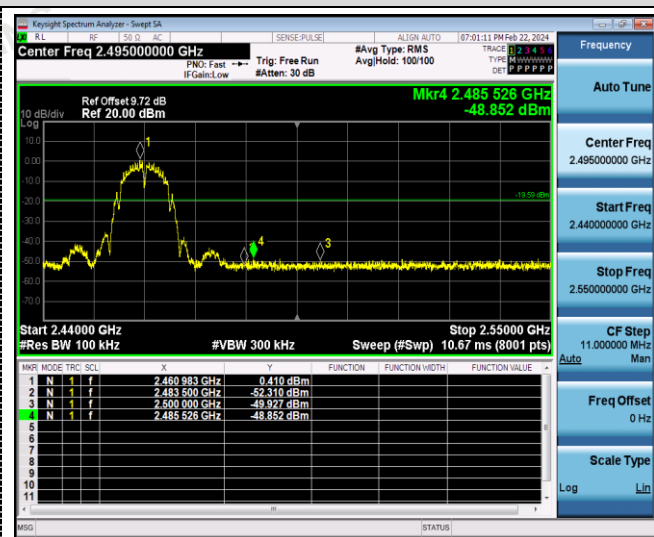 Keysight Spectrum Analyzer - Swept SA
RL RF 50 Ω AC SENSE:PULSE ALIGN AUTO 07:01:11 PM Feb 22, 2024
Center Freq 2.495000000 GHz
PNO: Fast
IFGain:Low
Trig: Free Run
#Atten: 30 dB
#Avg Type: RMS
Avg|Hold: 100/100
TRACE 1 2 3 4 5 6
TYPE M WWWWW
DET P P P P P P
Frequency
Mkr4 2.485 526 GHz
-48.852 dBm
Ref Offset 9.72 dB
Ref 20.00 dBm
10 dB/div
Log
10.0
0.00
-10.0
-20.0
-30.0
-40.0
-50.0
-60.0
-70.0
1
4
3
-19.59 dBm
Start 2.44000 GHz
Stop 2.55000 GHz
#Res BW 100 kHz
#VBW 300 kHz
Sweep (#Swp) 10.67 ms (8001 pts)
MKR MODE TRC SCL X Y FUNCTION FUNCTION WIDTH FUNCTION VALUE
1 N 1 f 2.460 983 GHz 0.410 dBm
2 N 1 f 2.483 500 GHz -52.310 dBm
3 N 1 f 2.500 000 GHz -49.927 dBm
4 N 1 f 2.485 526 GHz -48.852 dBm
5
6
7
8
9
10
11
Auto Tune
Center Freq
2.495000000 GHz
Start Freq
2.440000000 GHz
Stop Freq
2.550000000 GHz
CF Step
11.000000 MHz
Auto Man
Freq Offset
0 Hz
Scale Type
Log Lin
MSG STATUS